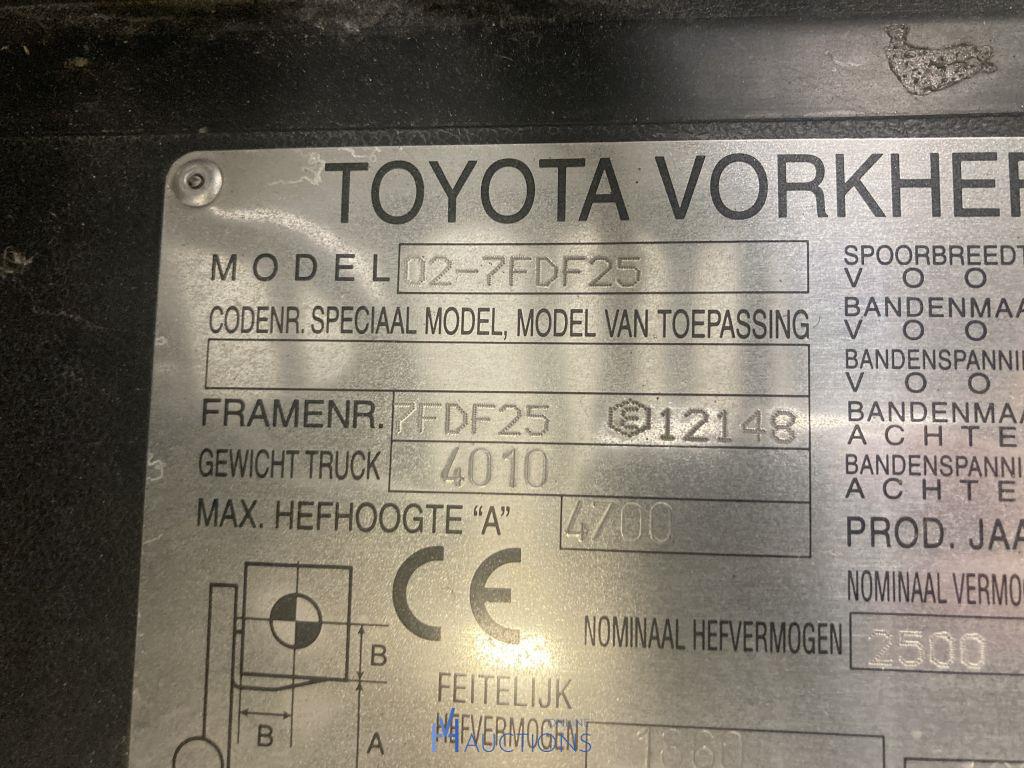 TOYOTA VORKHEF
MODEL 02-7FDF25
CODENR. SPECIAAL MODEL, MODEL VAN TOEPASSING
FRAMENR. 7FDF25 E 12148
GEWICHT TRUCK 4010
MAX. HEFHOOGTE "A" 4700
CE
NOMINAAL HEFVERMOGEN 2500
FEITELIJK
HEFVERMOGEN
B
B
A
SPOORBREEDT
VOO
BANDENMAA
VOO
BANDENSPANNI
VOO
BANDENMAA
ACHTE
BANDENSPANNI
ACHTE
PROD. JAA
NOMINAAL VERMO
AUCTIONS